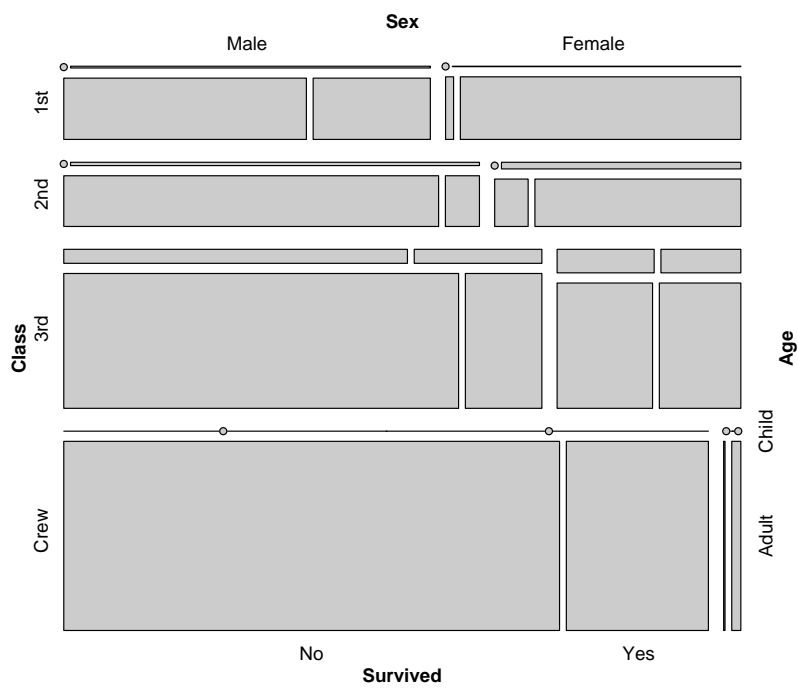 Sex
Male Female
1st
2nd
3rd
Crew
Class
Age
Child
Adult
No Yes
Survived